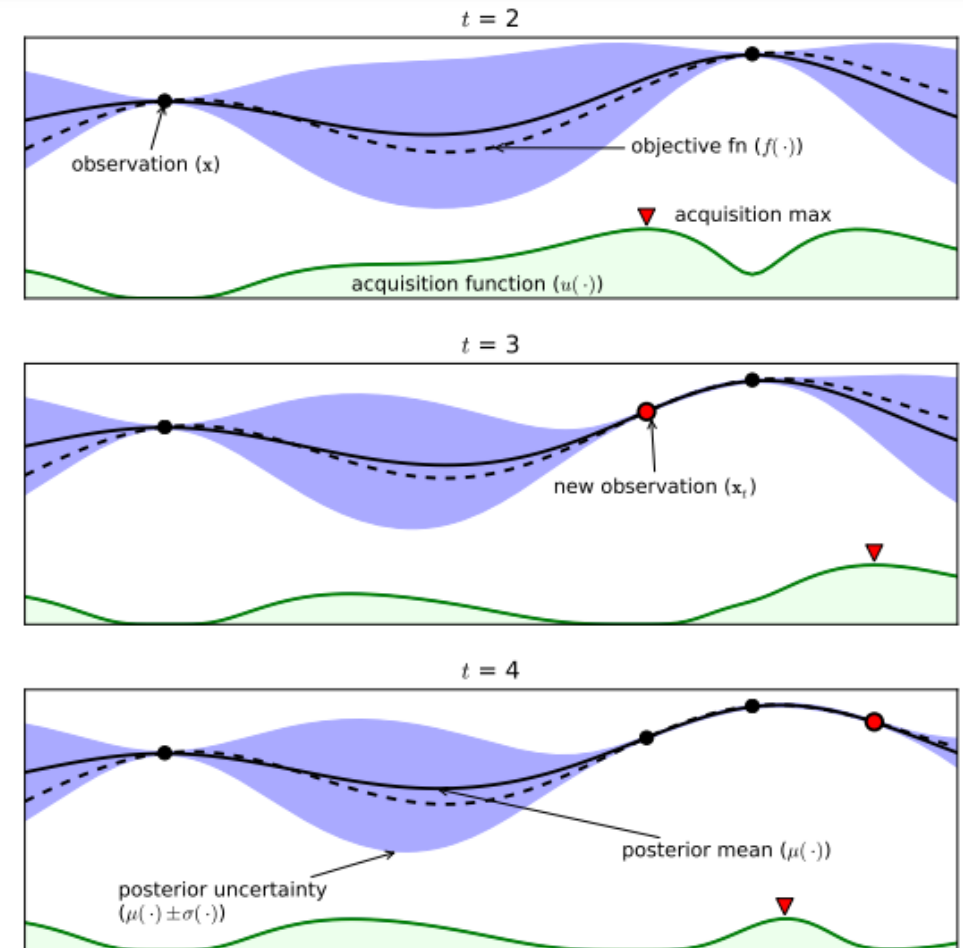 t = 2
observation (x)
objective fn (f(·))
acquisition max
acquisition function (u(·))
t = 3
new observation (xₜ)
t = 4
posterior mean (μ(·))
posterior uncertainty
(μ(·)±σ(·))